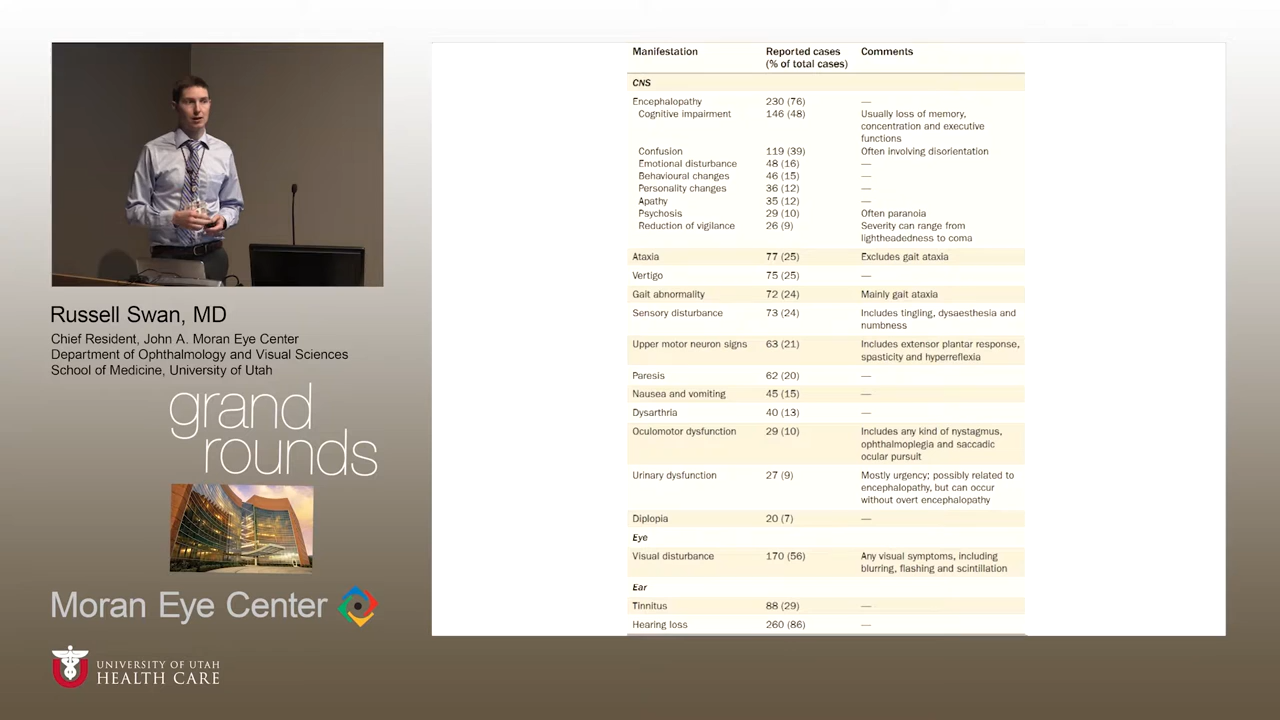 Russell Swan, MD
Chief Resident, John A. Moran Eye Center
Department of Ophthalmology and Visual Sciences
School of Medicine, University of Utah
grand
rounds
Moran Eye Center
UNIVERSITY OF UTAH
HEALTH CARE
Manifestation Reported cases Comments
(% of total cases)
CNS
Encephalopathy 230 (76) —
Cognitive impairment 146 (48) Usually loss of memory,
concentration and executive
functions
Confusion 119 (39) Often involving disorientation
Emotional disturbance 48 (16) —
Behavioural changes 46 (15) —
Personality changes 36 (12) —
Apathy 35 (12) —
Psychosis 29 (10) Often paranoia
Reduction of vigilance 26 (9) Severity can range from
lightheadedness to coma
Ataxia 77 (25) Excludes gait ataxia
Vertigo 75 (25) —
Gait abnormality 72 (24) Mainly gait ataxia
Sensory disturbance 73 (24) Includes tingling, dysaesthesia and
numbness
Upper motor neuron signs 63 (21) Includes extensor plantar response,
spasticity and hyperreflexia
Paresis 62 (20) —
Nausea and vomiting 45 (15) —
Dysarthria 40 (13) —
Oculomotor dysfunction 29 (10) Includes any kind of nystagmus,
ophthalmoplegia and saccadic
ocular pursuit
Urinary dysfunction 27 (9) Mostly urgency; possibly related to
encephalopathy, but can occur
without overt encephalopathy
Diplopia 20 (7) —
Eye
Visual disturbance 170 (56) Any visual symptoms, including
blurring, flashing and scintillation
Ear
Tinnitus 88 (29) —
Hearing loss 260 (86) —